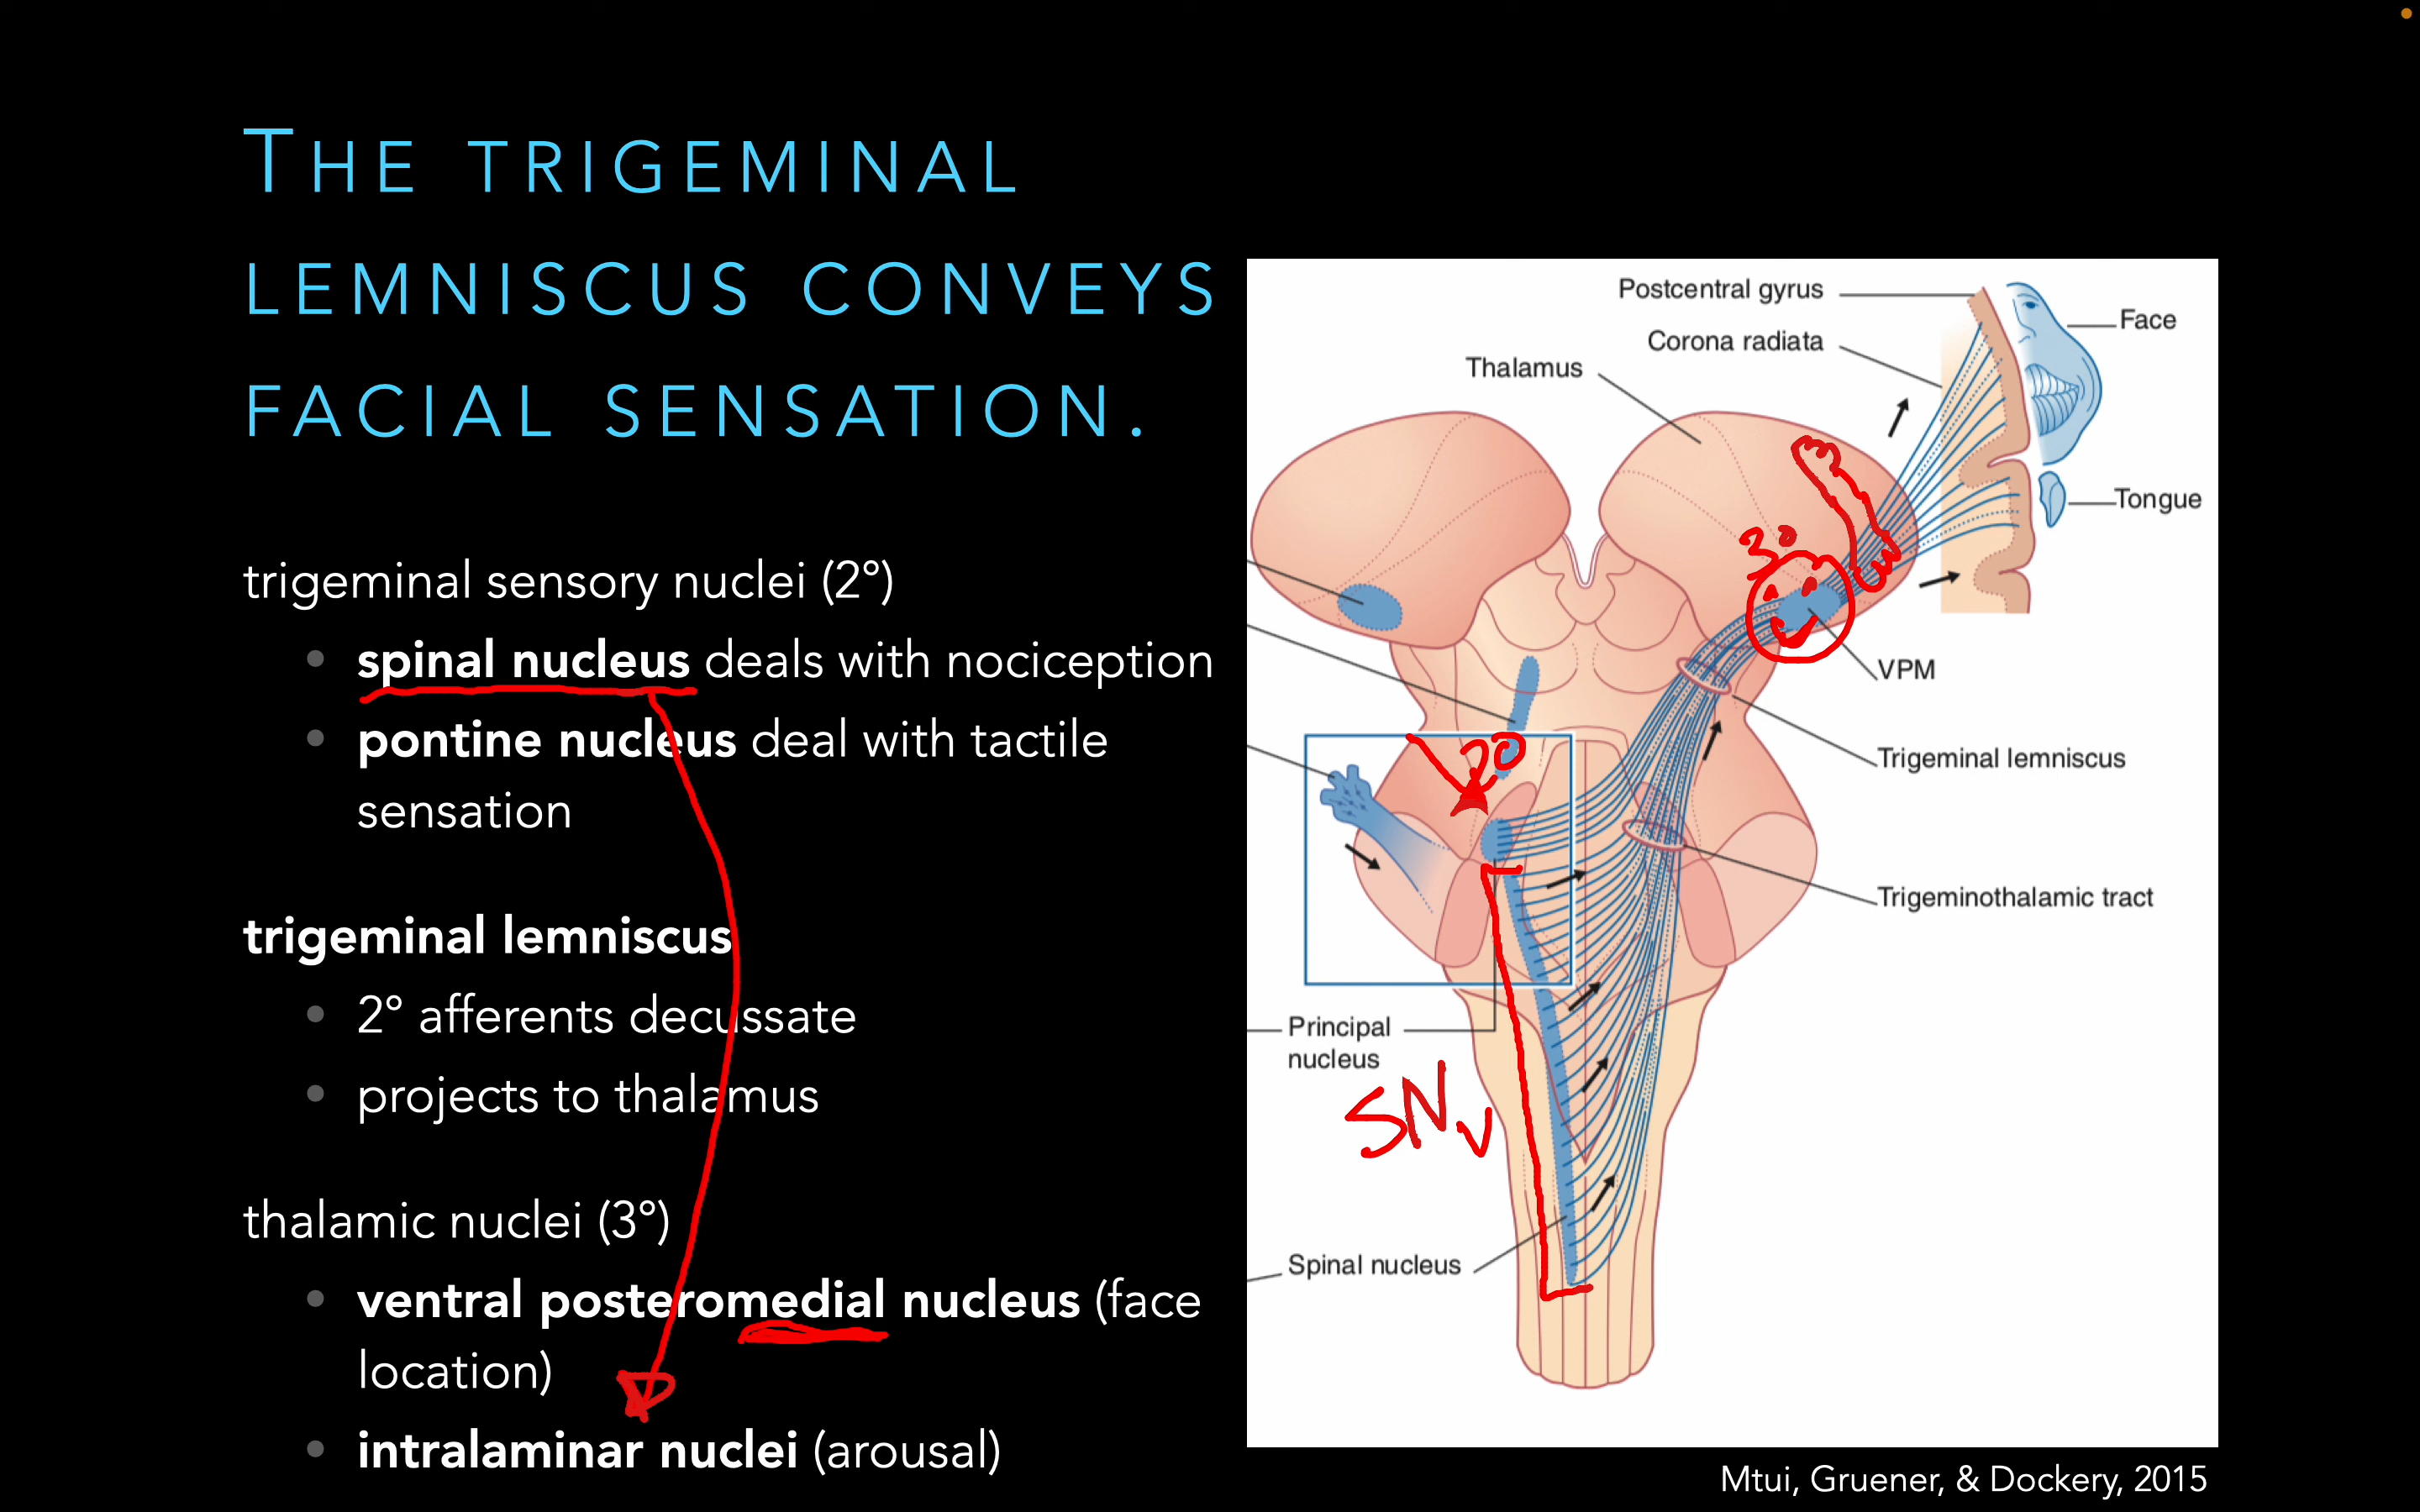 THE TRIGEMINAL
LEMNISCUS CONVEYS
FACIAL SENSATION.
trigeminal sensory nuclei (2°)
• spinal nucleus deals with nociception
• pontine nucleus deal with tactile
sensation
trigeminal lemniscus
• 2° afferents decussate
• projects to thalamus
thalamic nuclei (3°)
• ventral posteromedial nucleus (face
location)
• intralaminar nuclei (arousal)
Postcentral gyrus
Face
Corona radiata
Thalamus
Tongue
3°
VPM
2°
Trigeminal lemniscus
Trigeminothalamic tract
Principal
nucleus
SNV
Spinal nucleus
Mtui, Gruener, & Dockery, 2015